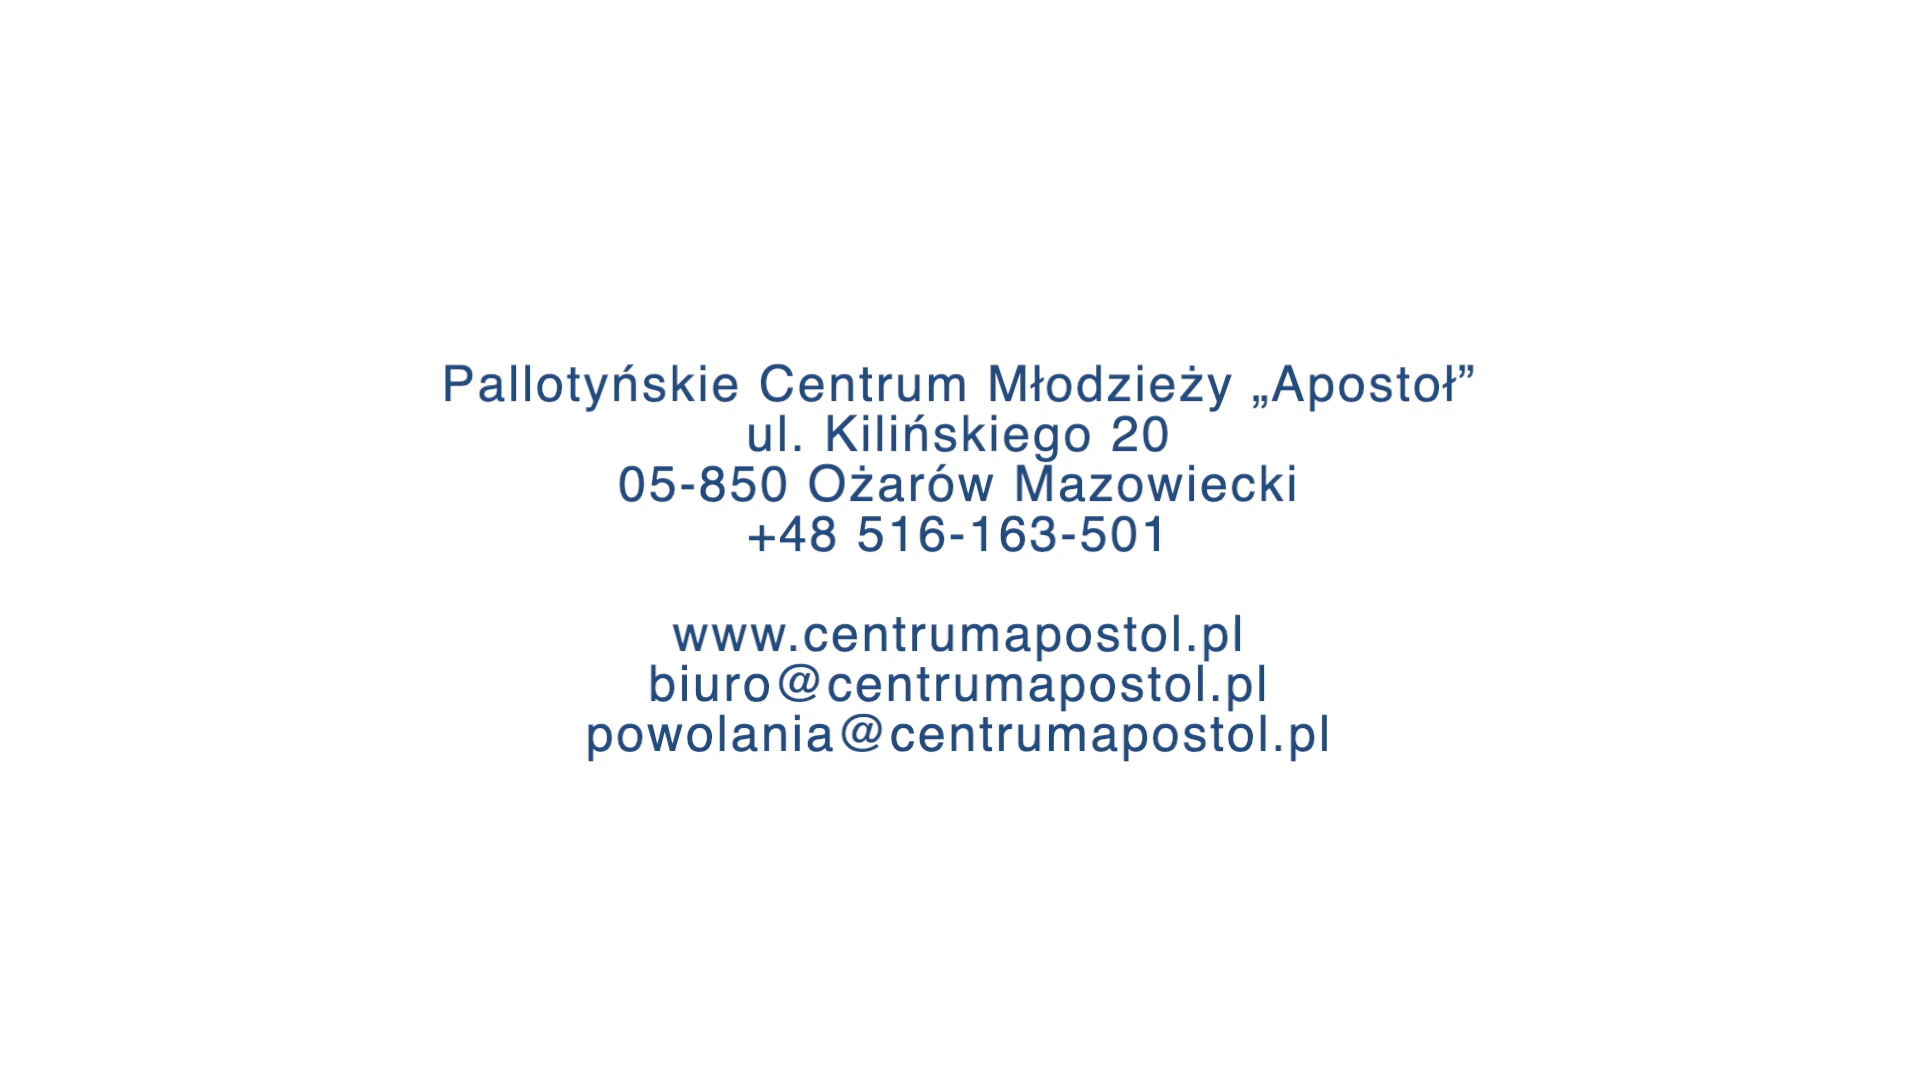 Pallotyńskie Centrum Młodzieży „Apostoł”
ul. Kilińskiego 20
05-850 Ożarów Mazowiecki
+48 516-163-501
www.centrumapostol.pl
biuro@centrumapostol.pl
powolania@centrumapostol.pl